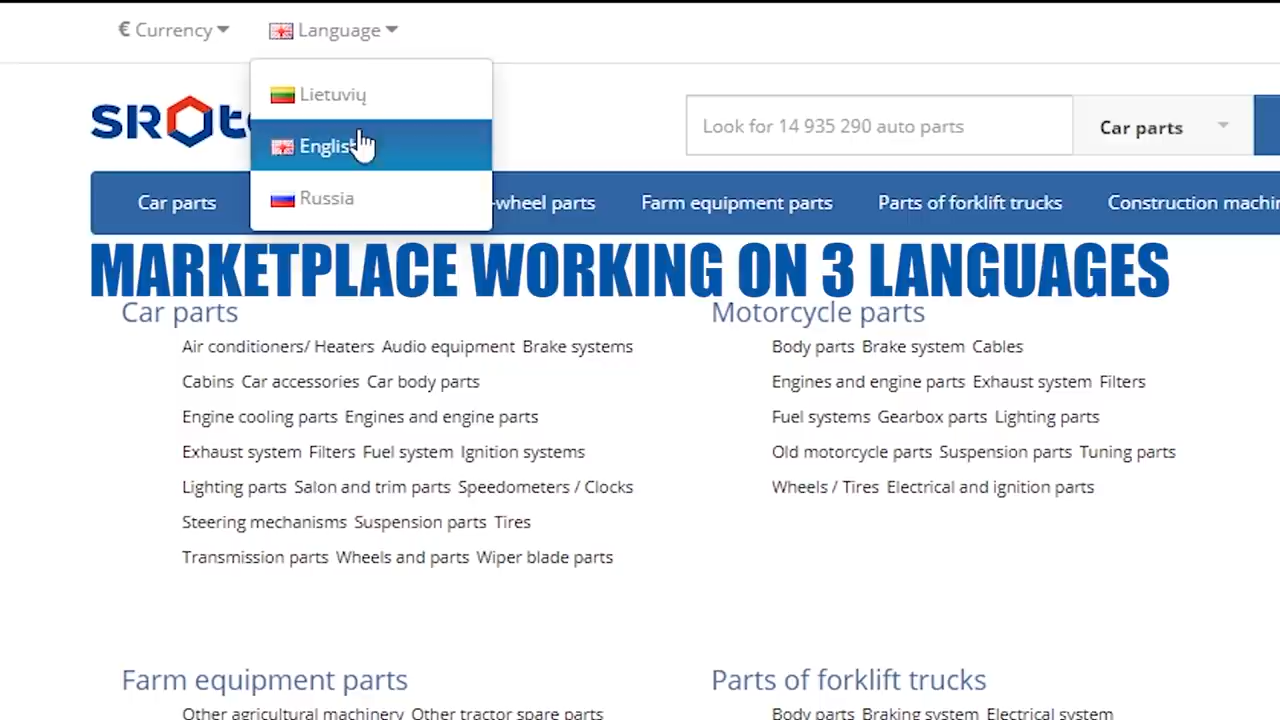 € Currency Language
Lietuvių
SR
Look for 14 935 290 auto parts Car parts
English
Russia
Car parts -wheel parts Farm equipment parts Parts of forklift trucks Construction
MARKETPLACE WORKING ON 3 LANGUAGES
Car parts
Air conditioners/ Heaters Audio equipment Brake systems
Cabins Car accessories Car body parts
Engine cooling parts Engines and engine parts
Exhaust system Filters Fuel system Ignition systems
Lighting parts Salon and trim parts Speedometers / Clocks
Steering mechanisms Suspension parts Tires
Transmission parts Wheels and parts Wiper blade parts
Motorcycle parts
Body parts Brake system Cables
Engines and engine parts Exhaust system Filters
Fuel systems Gearbox parts Lighting parts
Old motorcycle parts Suspension parts Tuning parts
Wheels / Tires Electrical and ignition parts
Farm equipment parts
Other agricultural machinery Other tractor spare parts
Parts of forklift trucks
Body parts Braking system Electrical system